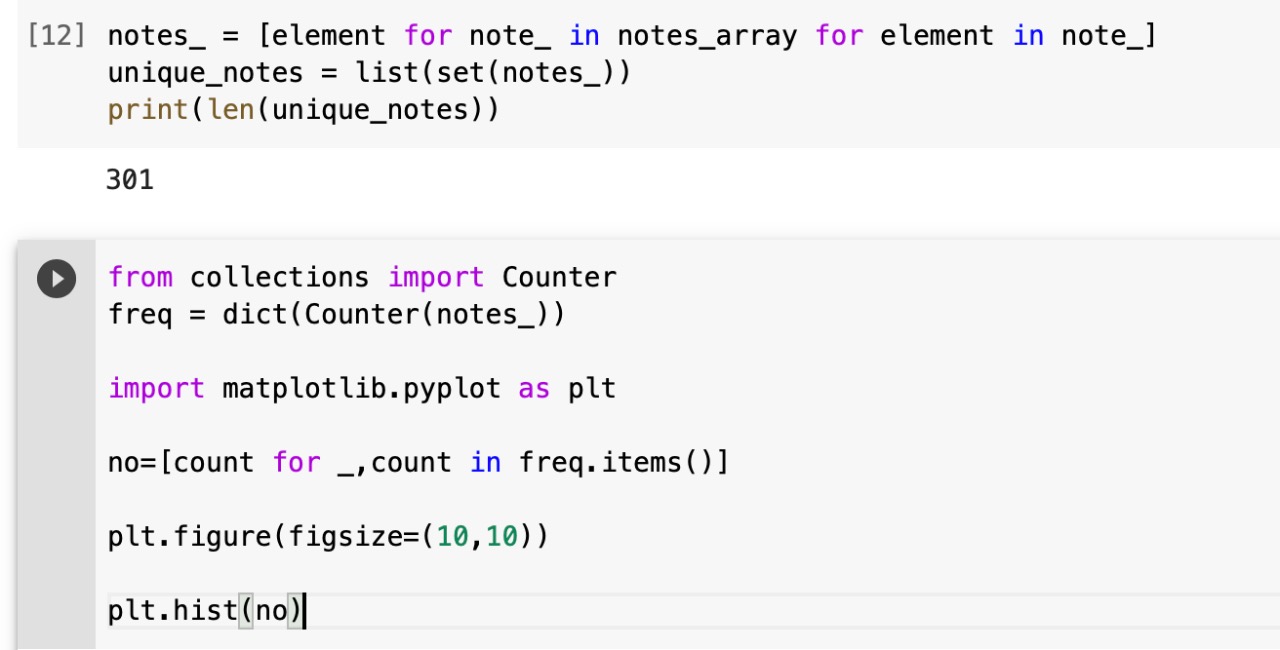 [12] notes_ = [element for note_ in notes_array for element in note_]
unique_notes = list(set(notes_))
print(len(unique_notes))
301
from collections import Counter
freq = dict(Counter(notes_))
import matplotlib.pyplot as plt
no=[count for _,count in freq.items()]
plt.figure(figsize=(10,10))
plt.hist(no)